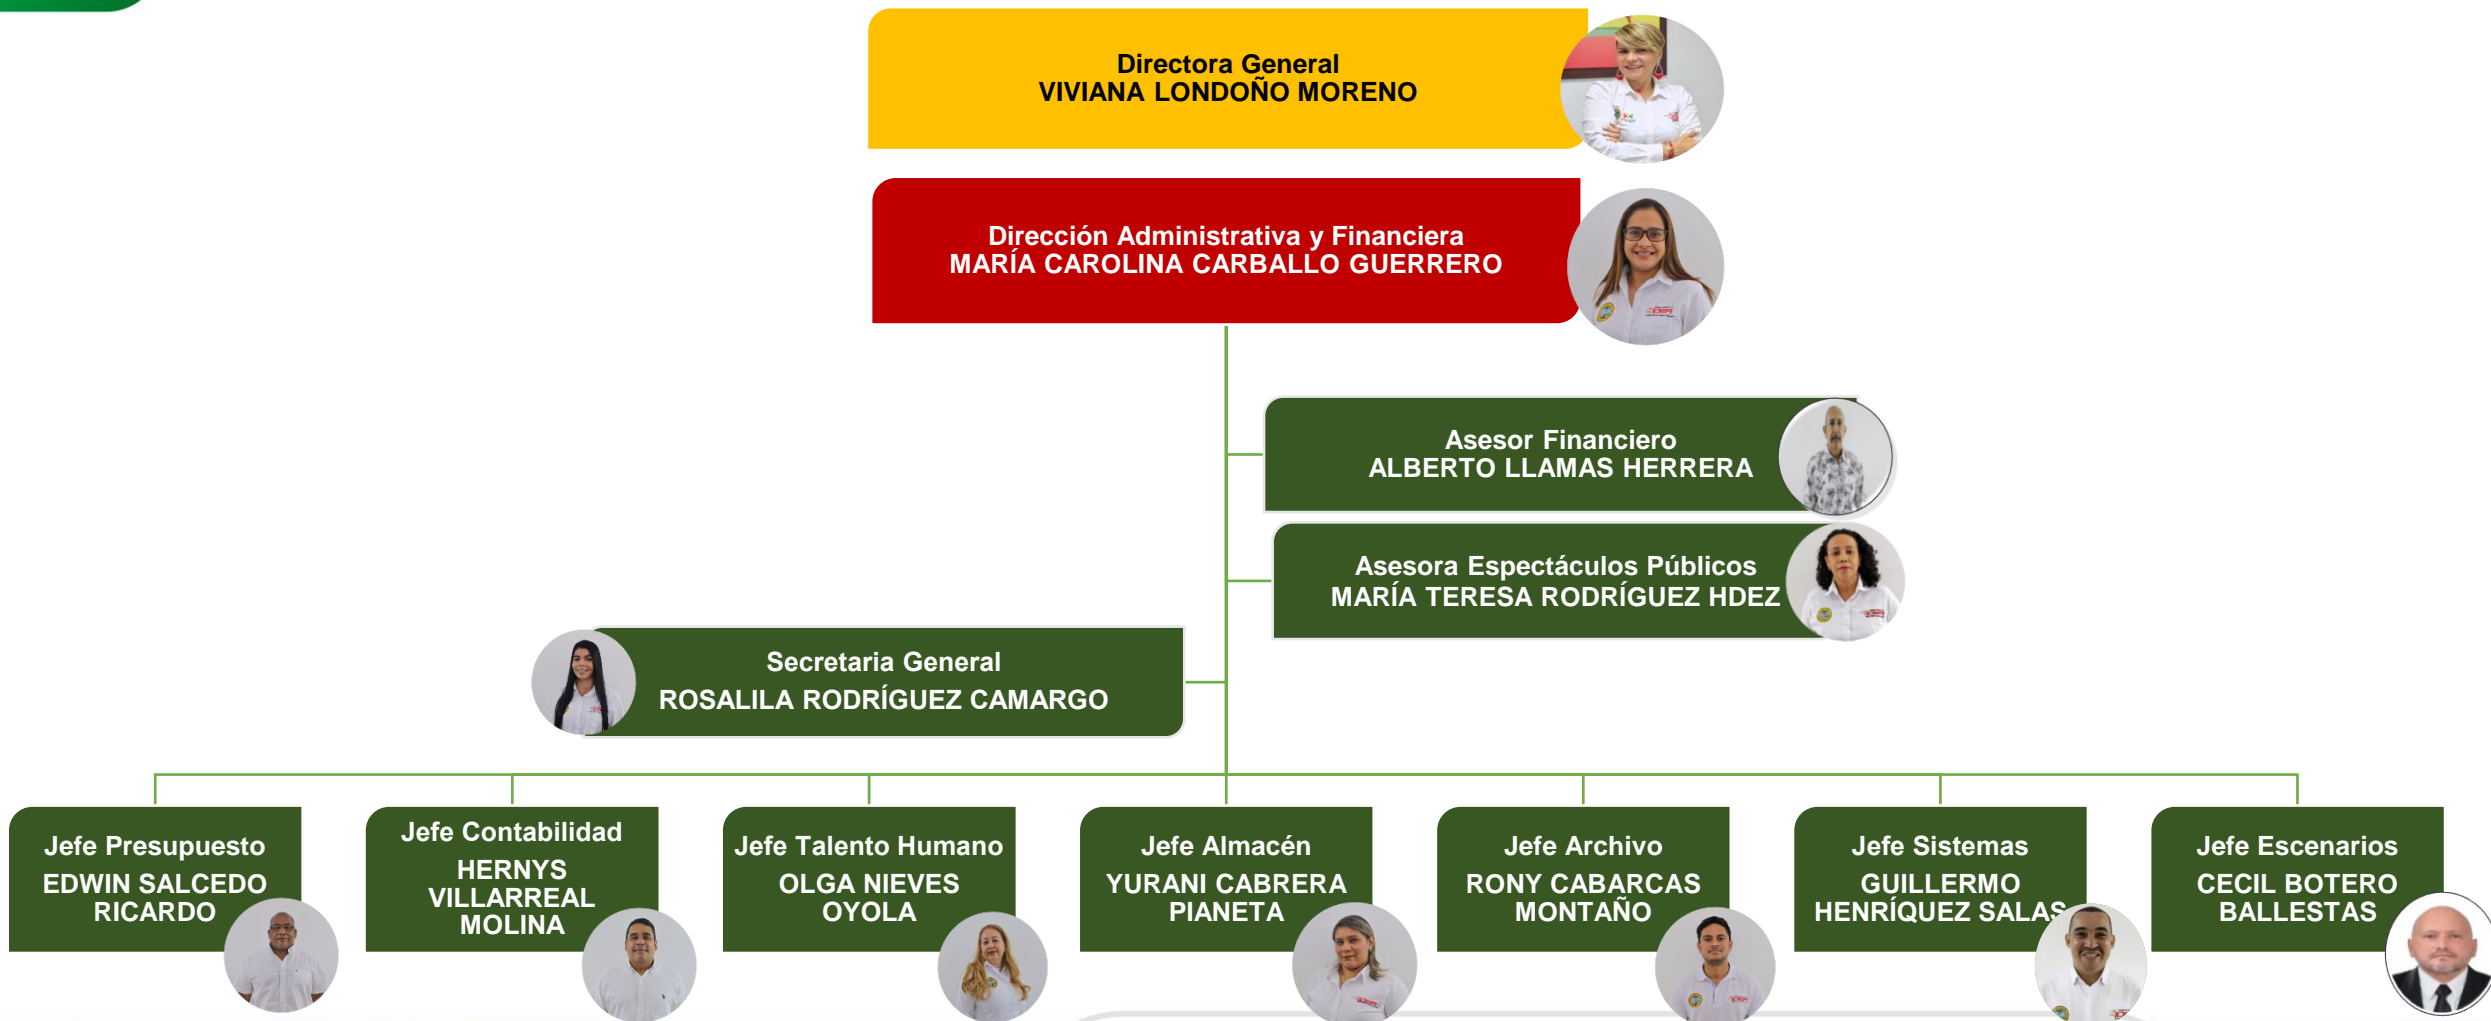 Directora General
VIVIANA LONDOÑO MORENO
Dirección Administrativa y Financiera
MARÍA CAROLINA CARBALLO GUERRERO
Asesor Financiero
ALBERTO LLAMAS HERRERA
Asesora Espectáculos Públicos
MARÍA TERESA RODRÍGUEZ HDEZ
Secretaria General
ROSALILA RODRÍGUEZ CAMARGO
Jefe Presupuesto
EDWIN SALCEDO
RICARDO
Jefe Contabilidad
HERNYS
VILLARREAL
MOLINA
Jefe Talento Humano
OLGA NIEVES
OYOLA
Jefe Almacén
YURANI CABRERA
PIANETA
Jefe Archivo
RONY CABARCAS
MONTAÑO
Jefe Sistemas
GUILLERMO
HENRÍQUEZ SALAS
Jefe Escenarios
CECIL BOTERO
BALLESTAS